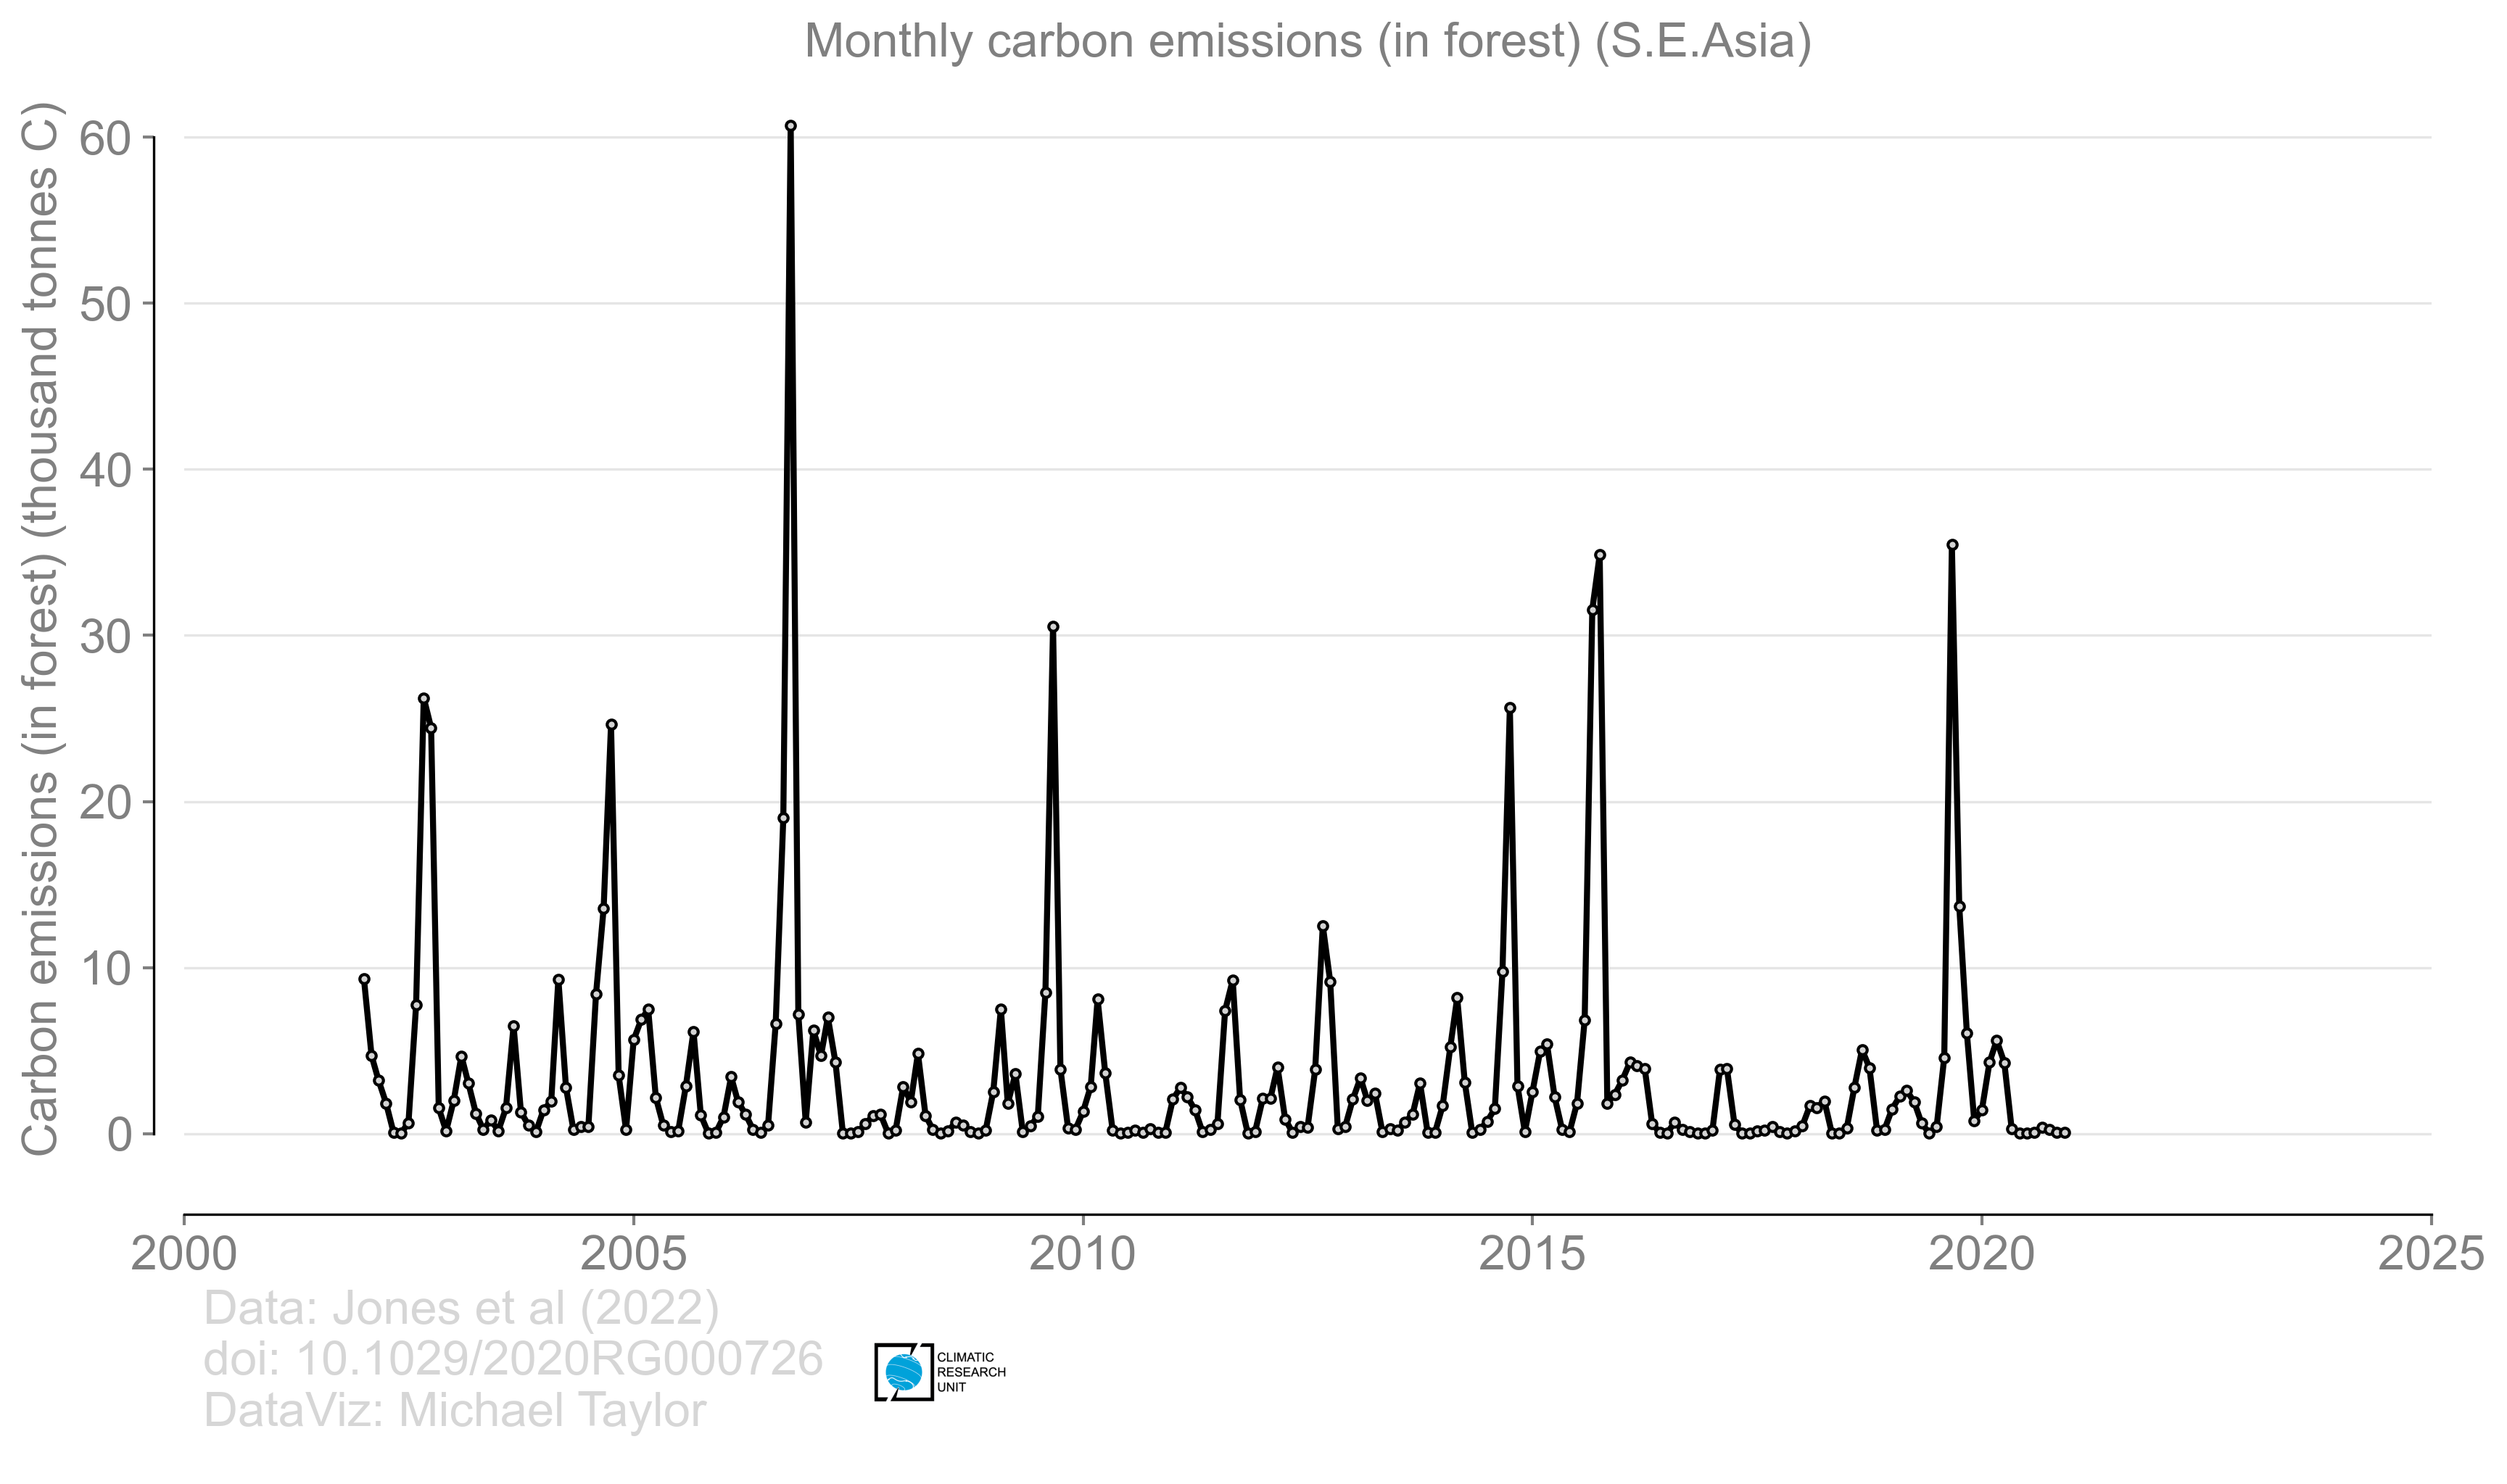 Monthly carbon emissions (in forest) (S.E.Asia)
Carbon emissions (in forest) (thousand tonnes C)
60
50
40
30
20
10
0
2000 2005 2010 2015 2020 2025
Data: Jones et al (2022)
doi: 10.1029/2020RG000726
DataViz: Michael Taylor
CLIMATIC
RESEARCH
UNIT